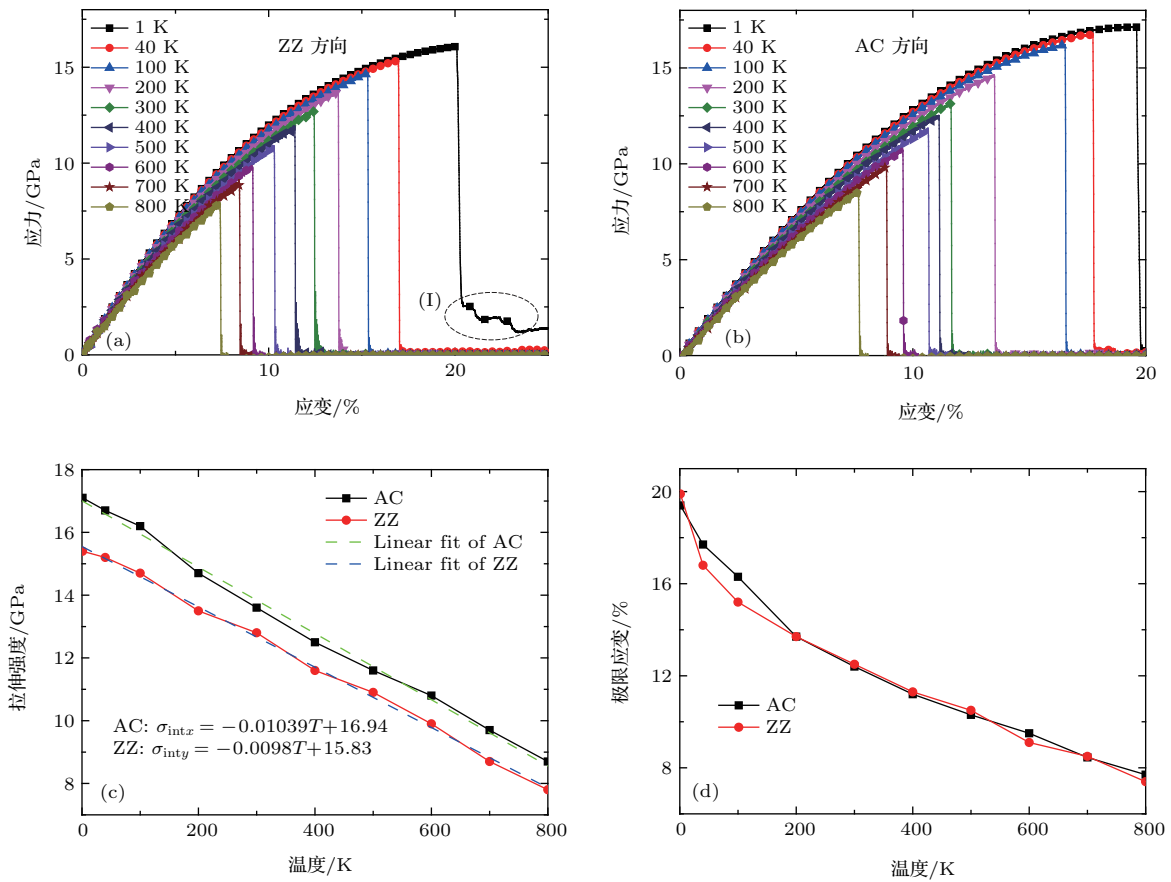 ZZ 方向
1 K
40 K
100 K
200 K
300 K
400 K
500 K
600 K
700 K
800 K
15
10
5
0
应力/GPa
(I)
(a)
0
10
20
应变/%
AC 方向
1 K
40 K
100 K
200 K
300 K
400 K
500 K
600 K
700 K
800 K
15
10
5
0
应力/GPa
(b)
0
10
20
应变/%
18
16
14
12
10
8
拉伸强度/GPa
AC
ZZ
Linear fit of AC
Linear fit of ZZ
AC: σintx = −0.01039T+16.94
ZZ: σinty = −0.0098T+15.83
(c)
0
200
400
600
800
温度/K
20
16
12
8
极限应变/%
AC
ZZ
(d)
0
200
400
600
800
温度/K